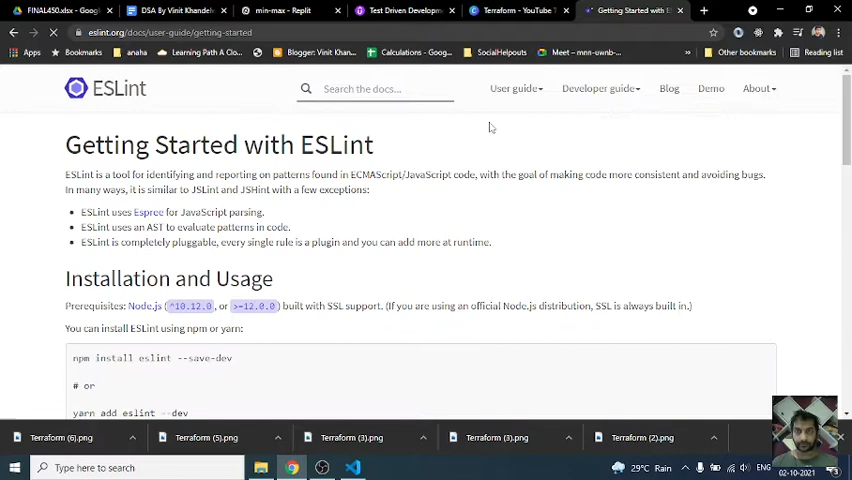 FINAL450.xlsx - Goog
DSA By Vinit Khandel
min-max - Replit
Test Driven Developm
Terraform - YouTube T
Getting Started with ES
eslint.org/docs/user-guide/getting-started
Apps
Bookmarks
anaha
Learning Path A Clo...
Blogger: Vinit Khan...
Calculations - Goog...
SocialHelpouts
Meet – mnn-uwnb-...
»
Other bookmarks
Reading list
ESLint
Search the docs...
User guide
Developer guide
Blog
Demo
About
Getting Started with ESLint
ESLint is a tool for identifying and reporting on patterns found in ECMAScript/JavaScript code, with the goal of making code more consistent and avoiding bugs.
In many ways, it is similar to JSLint and JSHint with a few exceptions:
• ESLint uses Espree for JavaScript parsing.
• ESLint uses an AST to evaluate patterns in code.
• ESLint is completely pluggable, every single rule is a plugin and you can add more at runtime.
Installation and Usage
Prerequisites: Node.js (^10.12.0, or >=12.0.0) built with SSL support. (If you are using an official Node.js distribution, SSL is always built in.)
You can install ESLint using npm or yarn:
npm install eslint --save-dev
# or
yarn add eslint --dev
Terraform (6).png
Terraform (5).png
Terraform (3).png
Terraform (3).png
Terraform (2).png
Type here to search
29°C Rain
ENG
02-10-2021
3